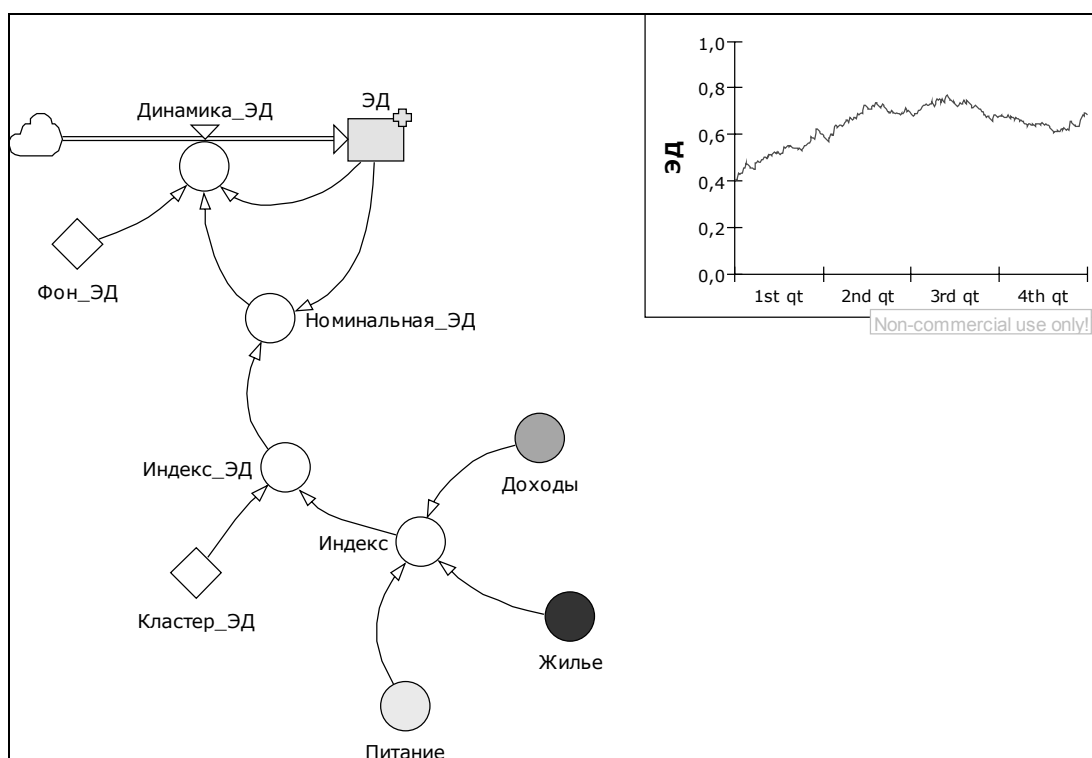 Динамика_ЭД
ЭД
Фон_ЭД
Номинальная_ЭД
Индекс_ЭД
Доходы
Индекс
Кластер_ЭД
Жилье
Питание
1,0
0,8
0,6
0,4
0,2
0,0
ЭД
1st qt 2nd qt 3rd qt 4th qt
Non-commercial use only!